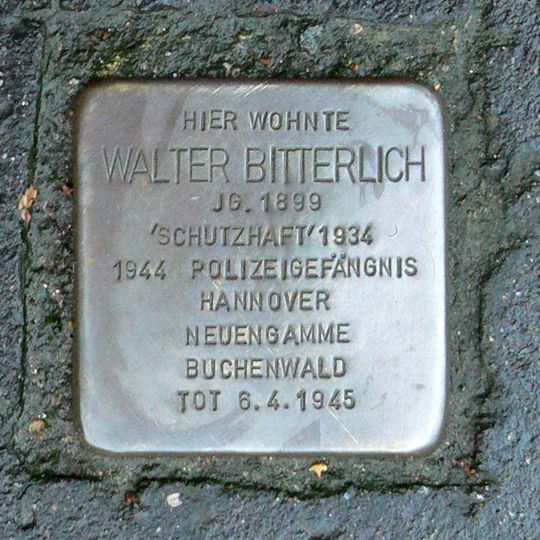 HIER WOHNTE
WALTER BITTERLICH
JG. 1899
'SCHUTZHAFT' 1934
1944 POLIZEIGEFÄNGNIS
HANNOVER
NEUENGAMME
BUCHENWALD
TOT 6.4.1945